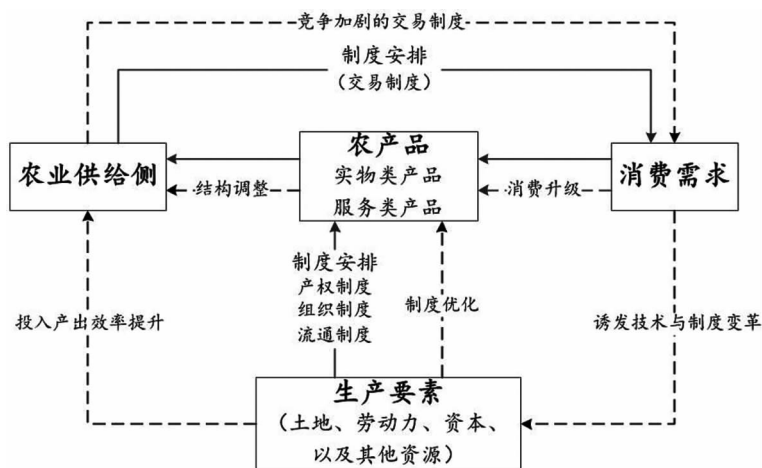 竞争加剧的交易制度
制度安排
（交易制度）
农业供给侧
农产品
实物类产品
服务类产品
消费需求
结构调整
消费升级
制度安排
产权制度
组织制度
流通制度
制度优化
投入产出效率提升
诱发技术与制度变革
生产要素
（土地、劳动力、资本、
以及其他资源）